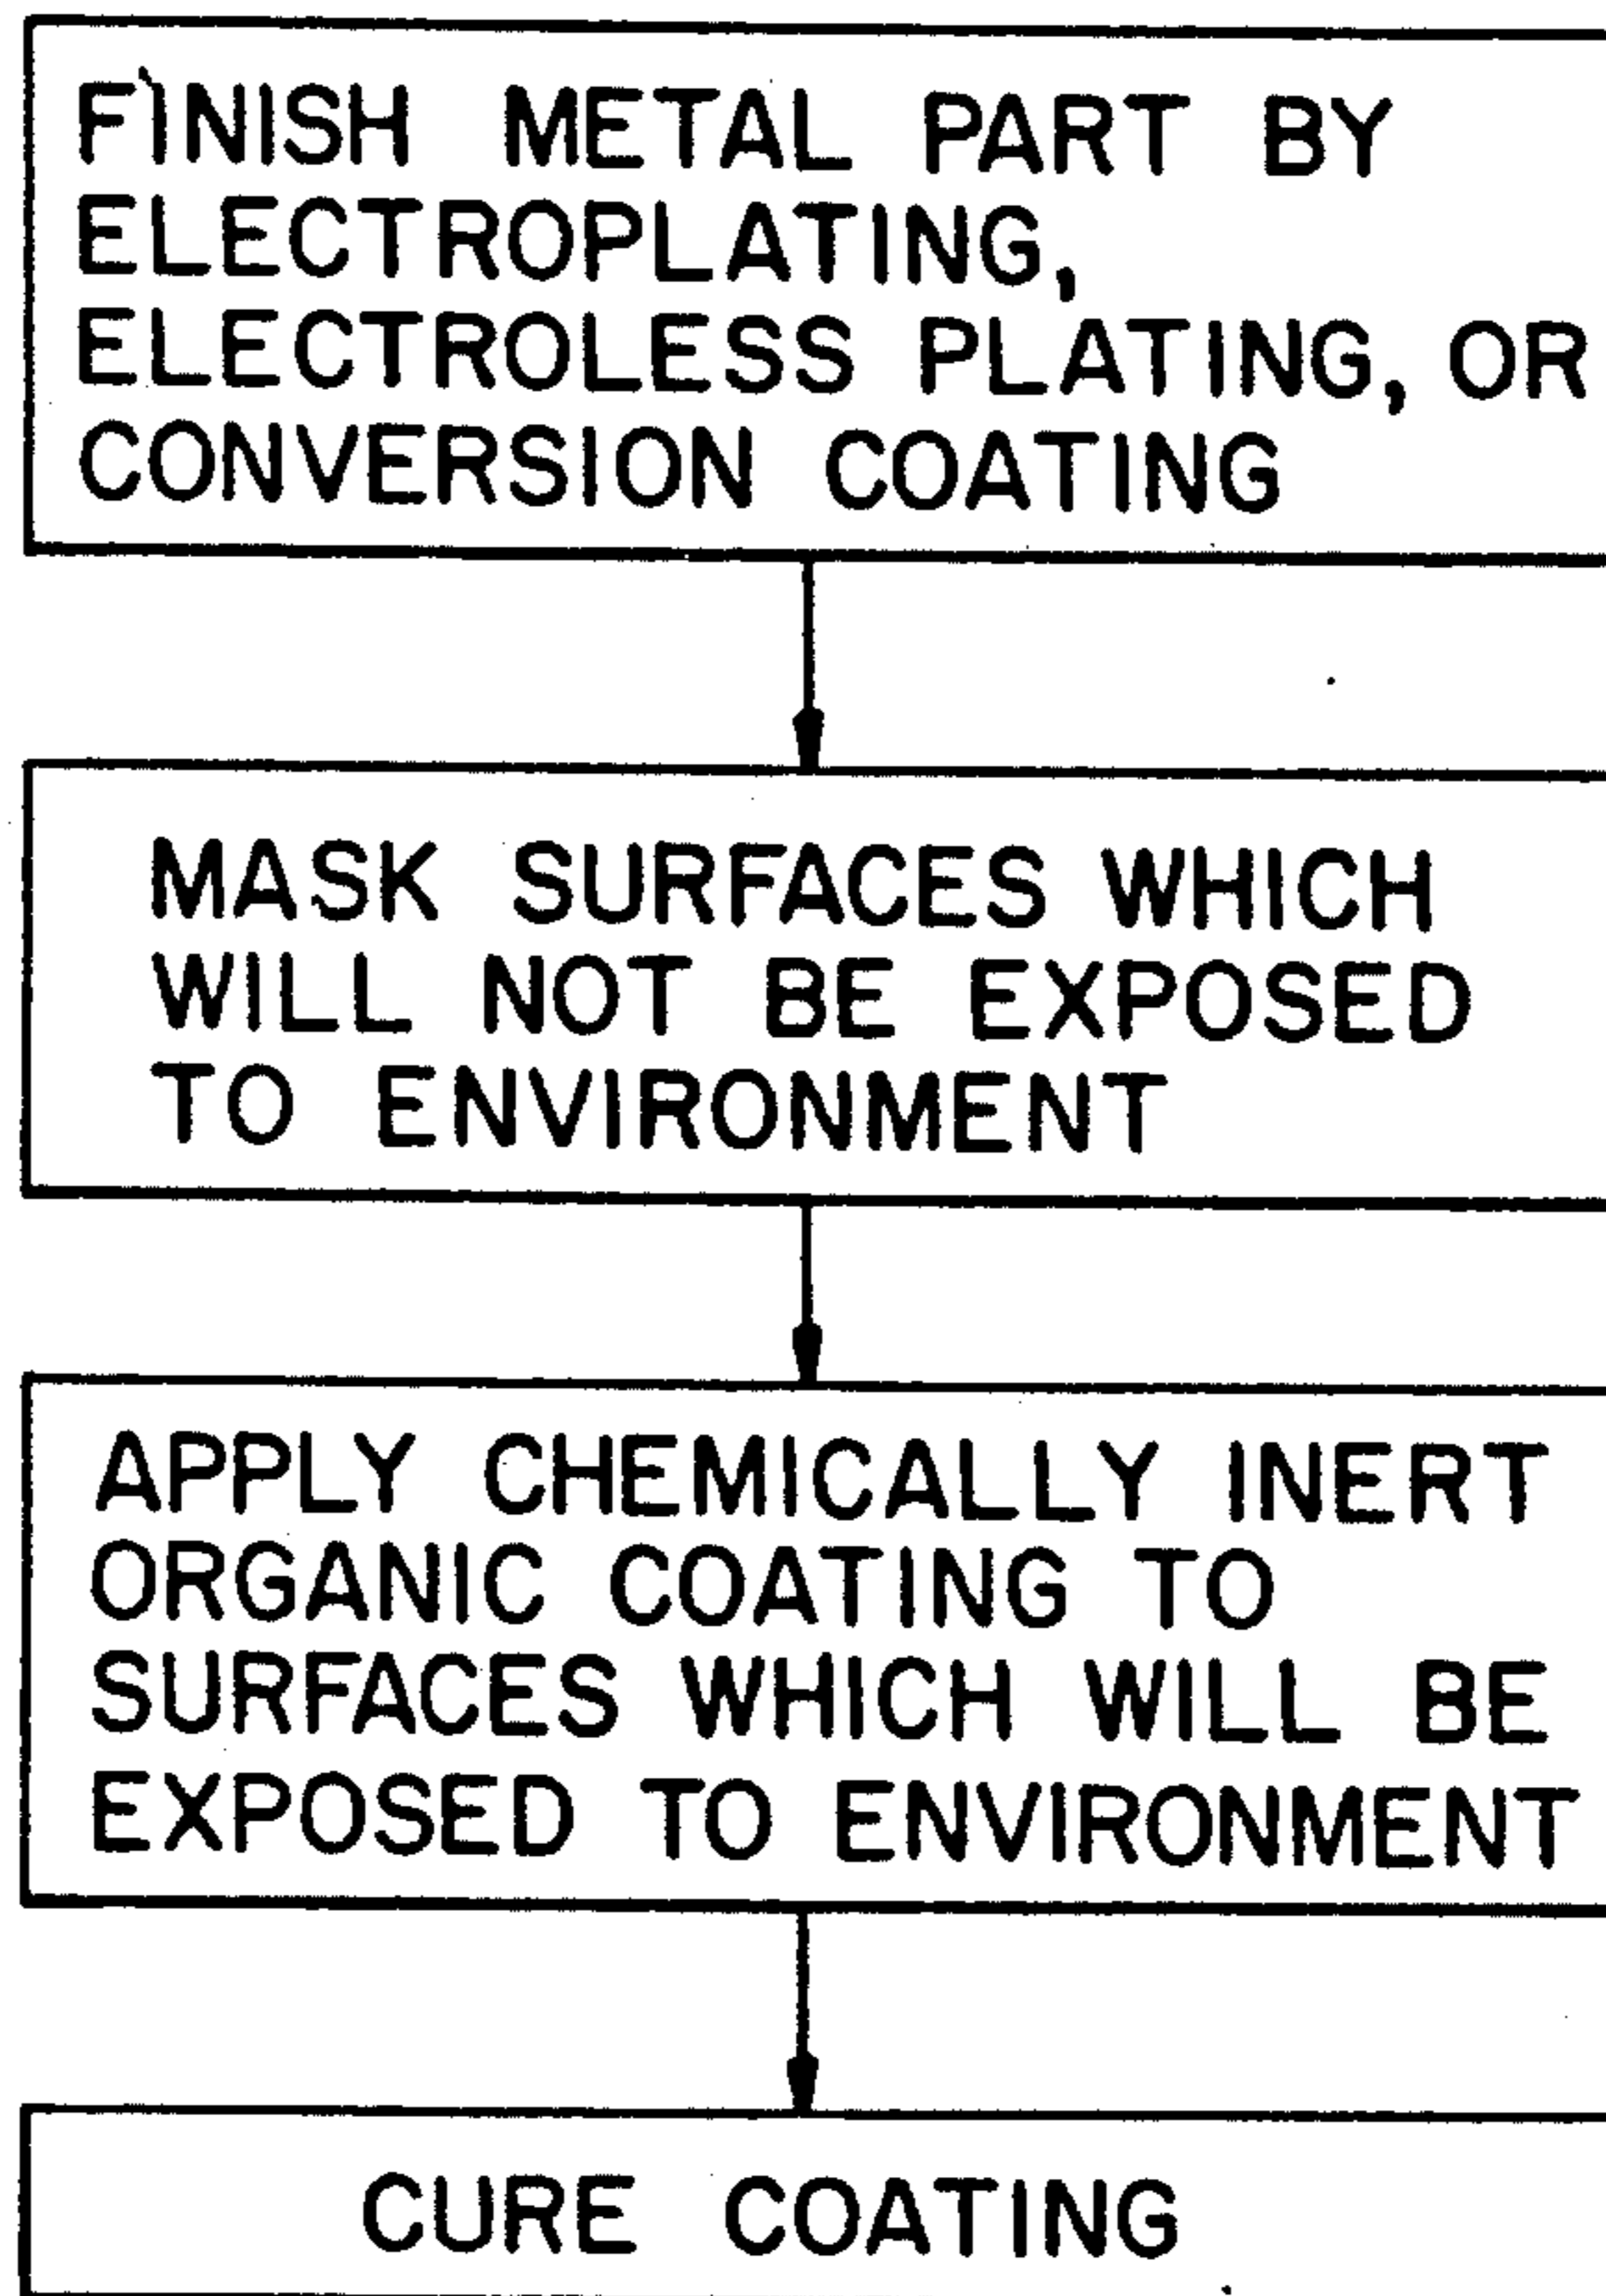 FINISH METAL PART BY
ELECTROPLATING,
ELECTROLESS PLATING, OR
CONVERSION COATING
MASK SURFACES WHICH
WILL NOT BE EXPOSED
TO ENVIRONMENT
APPLY CHEMICALLY INERT
ORGANIC COATING TO
SURFACES WHICH WILL BE
EXPOSED TO ENVIRONMENT
CURE COATING